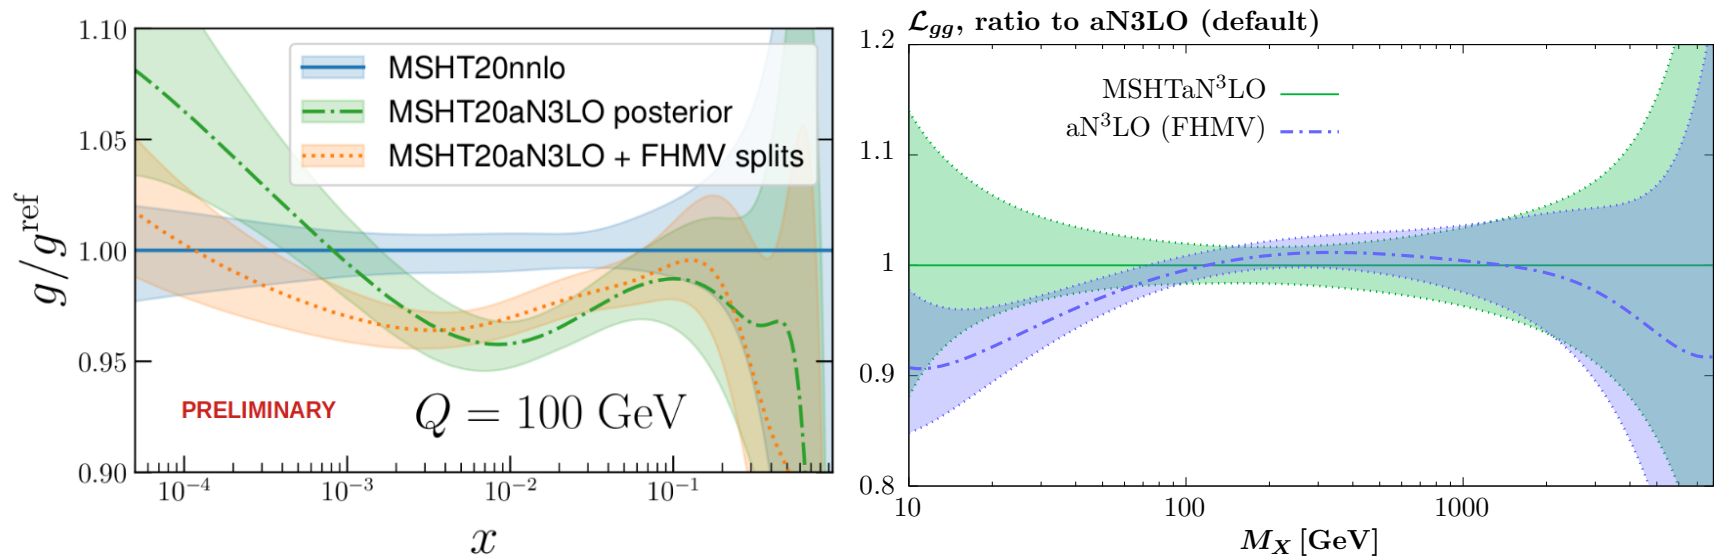 1.10
1.05
1.00
0.95
0.90
g/g^ref
MSHT20nnlo
MSHT20aN3LO posterior
MSHT20aN3LO + FHMV splits
PRELIMINARY
Q = 100 GeV
10^−4
10^−3
10^−2
10^−1
x
ℒ_gg, ratio to aN3LO (default)
1.2
1.1
1
0.9
0.8
MSHTaN³LO
aN³LO (FHMV)
10
100
1000
M_X [GeV]